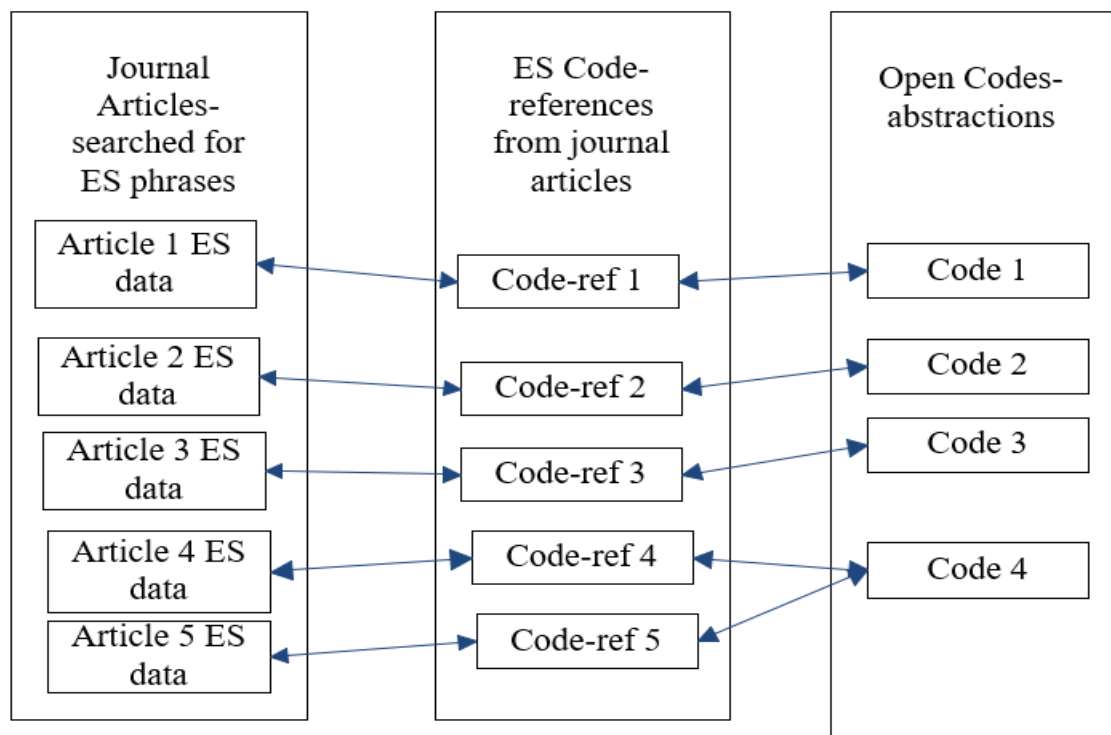 Journal
Articles-
searched for
ES phrases
Article 1 ES
data
Article 2 ES
data
Article 3 ES
data
Article 4 ES
data
Article 5 ES
data
ES Code-
references
from journal
articles
Code-ref 1
Code-ref 2
Code-ref 3
Code-ref 4
Code-ref 5
Open Codes-
abstractions
Code 1
Code 2
Code 3
Code 4